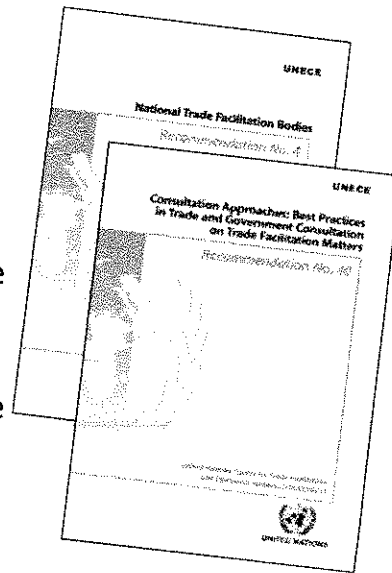 UNECE
National Trade Facilitation Bodies
Recommendation No. 4
UNECE
Consultation Approaches: Best Practices
in Trade and Government Consultation
on Trade Facilitation Matters
Recommendation No. 40
UNITED NATIONS